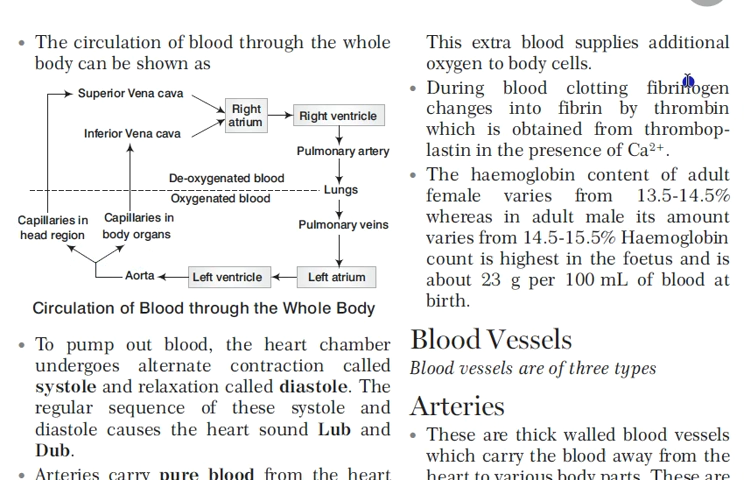 • The circulation of blood through the whole
body can be shown as
Superior Vena cava
Inferior Vena cava
Right
atrium
Right ventricle
Pulmonary artery
De-oxygenated blood
Lungs
Oxygenated blood
Capillaries in
head region
Capillaries in
body organs
Pulmonary veins
Aorta
Left ventricle
Left atrium
Circulation of Blood through the Whole Body
• To pump out blood, the heart chamber
undergoes alternate contraction called
systole and relaxation called diastole. The
regular sequence of these systole and
diastole causes the heart sound Lub and
Dub.
• Arteries carry pure blood from the heart
This extra blood supplies additional
oxygen to body cells.
• During blood clotting fibrinogen
changes into fibrin by thrombin
which is obtained from thrombop-
lastin in the presence of Ca²⁺.
• The haemoglobin content of adult
female varies from 13.5-14.5%
whereas in adult male its amount
varies from 14.5-15.5% Haemoglobin
count is highest in the foetus and is
about 23 g per 100 mL of blood at
birth.
Blood Vessels
Blood vessels are of three types
Arteries
• These are thick walled blood vessels
which carry the blood away from the
heart to various body parts. These are